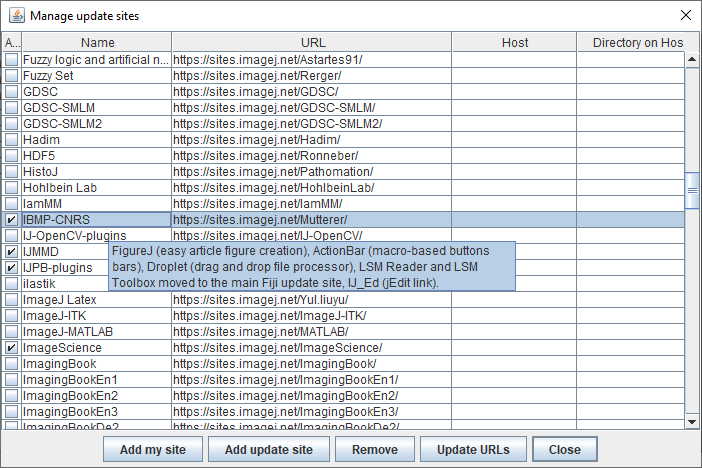 Manage update sites
A... Name URL Host Directory on Hos
Fuzzy logic and artificial n... https://sites.imagej.net/Astartes91/
Fuzzy Set https://sites.imagej.net/Rerger/
GDSC https://sites.imagej.net/GDSC/
GDSC-SMLM https://sites.imagej.net/GDSC-SMLM/
GDSC-SMLM2 https://sites.imagej.net/GDSC-SMLM2/
Hadim https://sites.imagej.net/Hadim/
HDF5 https://sites.imagej.net/Ronneber/
HistoJ https://sites.imagej.net/Pathomation/
Hohlbein Lab https://sites.imagej.net/HohlbeinLab/
IamMM https://sites.imagej.net/IamMM/
IBMP-CNRS https://sites.imagej.net/Mutterer/
IJ-OpenCV-plugins https://sites.imagej.net/IJ-OpenCV/
IJMMD
IJPB-plugins
ilastik
FigureJ (easy article figure creation), ActionBar (macro-based buttons
bars), Droplet (drag and drop file processor), LSM Reader and LSM
Toolbox moved to the main Fiji update site, IJ_Ed (jEdit link).
ImageJ Latex https://sites.imagej.net/Yul.liuyu/
ImageJ-ITK https://sites.imagej.net/ImageJ-ITK/
ImageJ-MATLAB https://sites.imagej.net/MATLAB/
ImageScience https://sites.imagej.net/ImageScience/
ImagingBook https://sites.imagej.net/ImagingBook/
ImagingBookEn1 https://sites.imagej.net/ImagingBookEn1/
ImagingBookEn2 https://sites.imagej.net/ImagingBookEn2/
ImagingBookEn3 https://sites.imagej.net/ImagingBookEn3/
ImagingBookDe2 https://sites.imagej.net/ImagingBookDe2/
Add my site Add update site Remove Update URLs Close